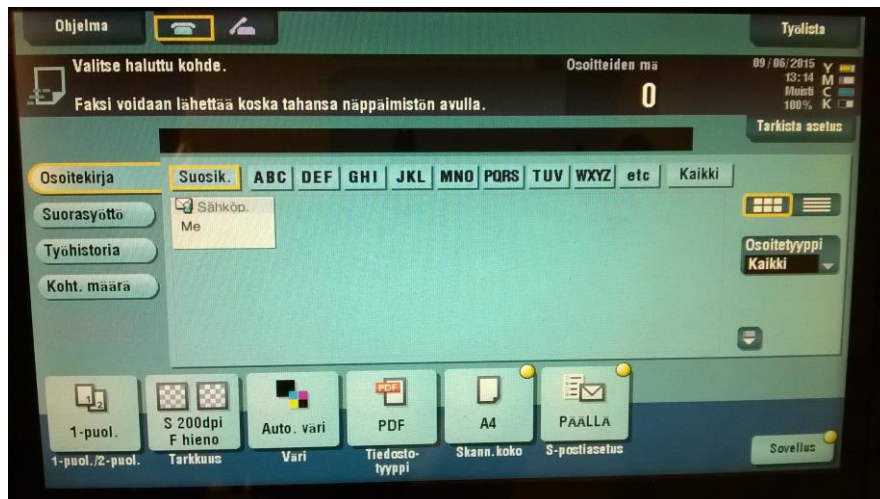 Ohjelma
Työlista
Valitse haluttu kohde.
Osoitteiden mä
0
Faksi voidaan lähettää koska tahansa näppäimistön avulla.
09/06/2015
13:14
Muisti
100%
Y
M
C
K
Tarkista asetus
Osoitekirja
Suosik. ABC DEF GHI JKL MNO PQRS TUV WXYZ etc Kaikki
Suorasyöttö
Sähköp.
Me
Työhistoria
Osoitetyyppi
Kaikki
Koht. määrä
1 2
1-puol.
1-puol./2-puol.
S 200dpi
F hieno
Tarkkuus
Auto. väri
Väri
PDF
PDF
Tiedosto-
tyyppi
A4
Skann.koko
PÄÄLLÄ
S-postiasetus
Sovellus